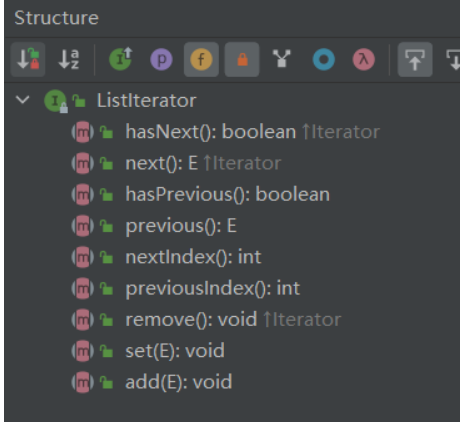 Structure
ListIterator
hasNext(): boolean ↑Iterator
next(): E ↑Iterator
hasPrevious(): boolean
previous(): E
nextIndex(): int
previousIndex(): int
remove(): void ↑Iterator
set(E): void
add(E): void